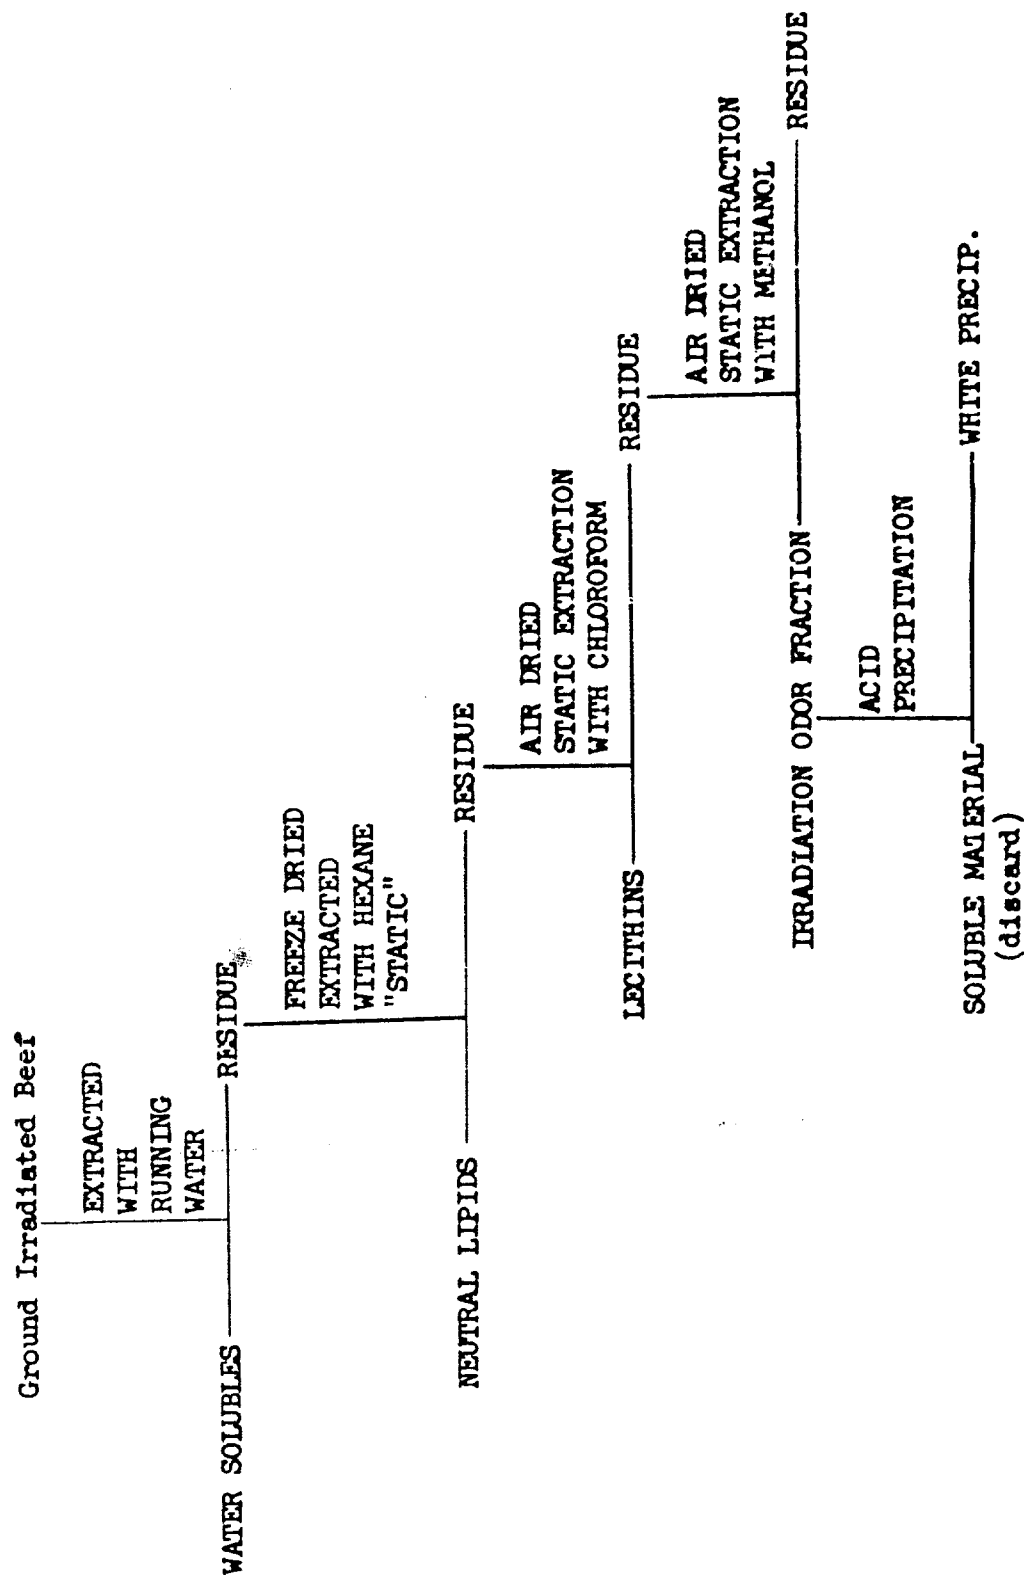 Ground Irradiated Beef
EXTRACTED
WITH
RUNNING
WATER
WATER SOLUBLES
RESIDUE
FREEZE DRIED
EXTRACTED
WITH HEXANE
"STATIC"
NEUTRAL LIPIDS
RESIDUE
AIR DRIED
STATIC EXTRACTION
WITH CHLOROFORM
LECITHINS
RESIDUE
AIR DRIED
STATIC EXTRACTION
WITH METHANOL
IRRADIATION ODOR FRACTION
RESIDUE
ACID
PRECIPITATION
SOLUBLE MATERIAL
(discard)
WHITE PRECIP.